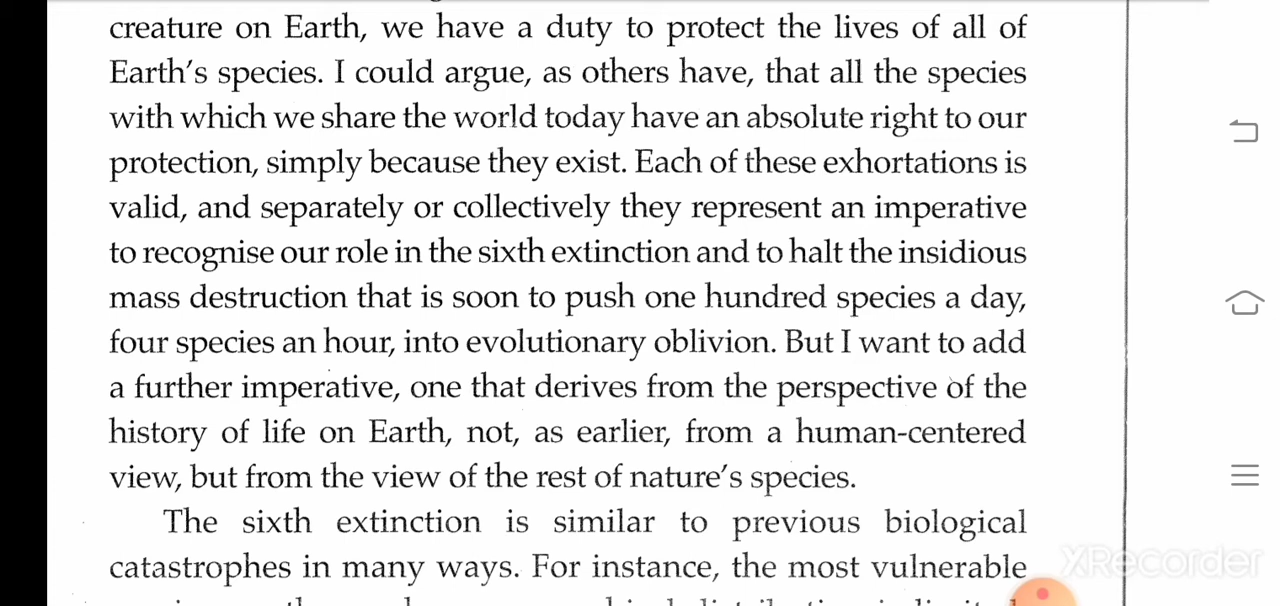 creature on Earth, we have a duty to protect the lives of all of
Earth's species. I could argue, as others have, that all the species
with which we share the world today have an absolute right to our
protection, simply because they exist. Each of these exhortations is
valid, and separately or collectively they represent an imperative
to recognise our role in the sixth extinction and to halt the insidious
mass destruction that is soon to push one hundred species a day,
four species an hour, into evolutionary oblivion. But I want to add
a further imperative, one that derives from the perspective of the
history of life on Earth, not, as earlier, from a human-centered
view, but from the view of the rest of nature's species.
The sixth extinction is similar to previous biological
catastrophes in many ways. For instance, the most vulnerable
XRecorder